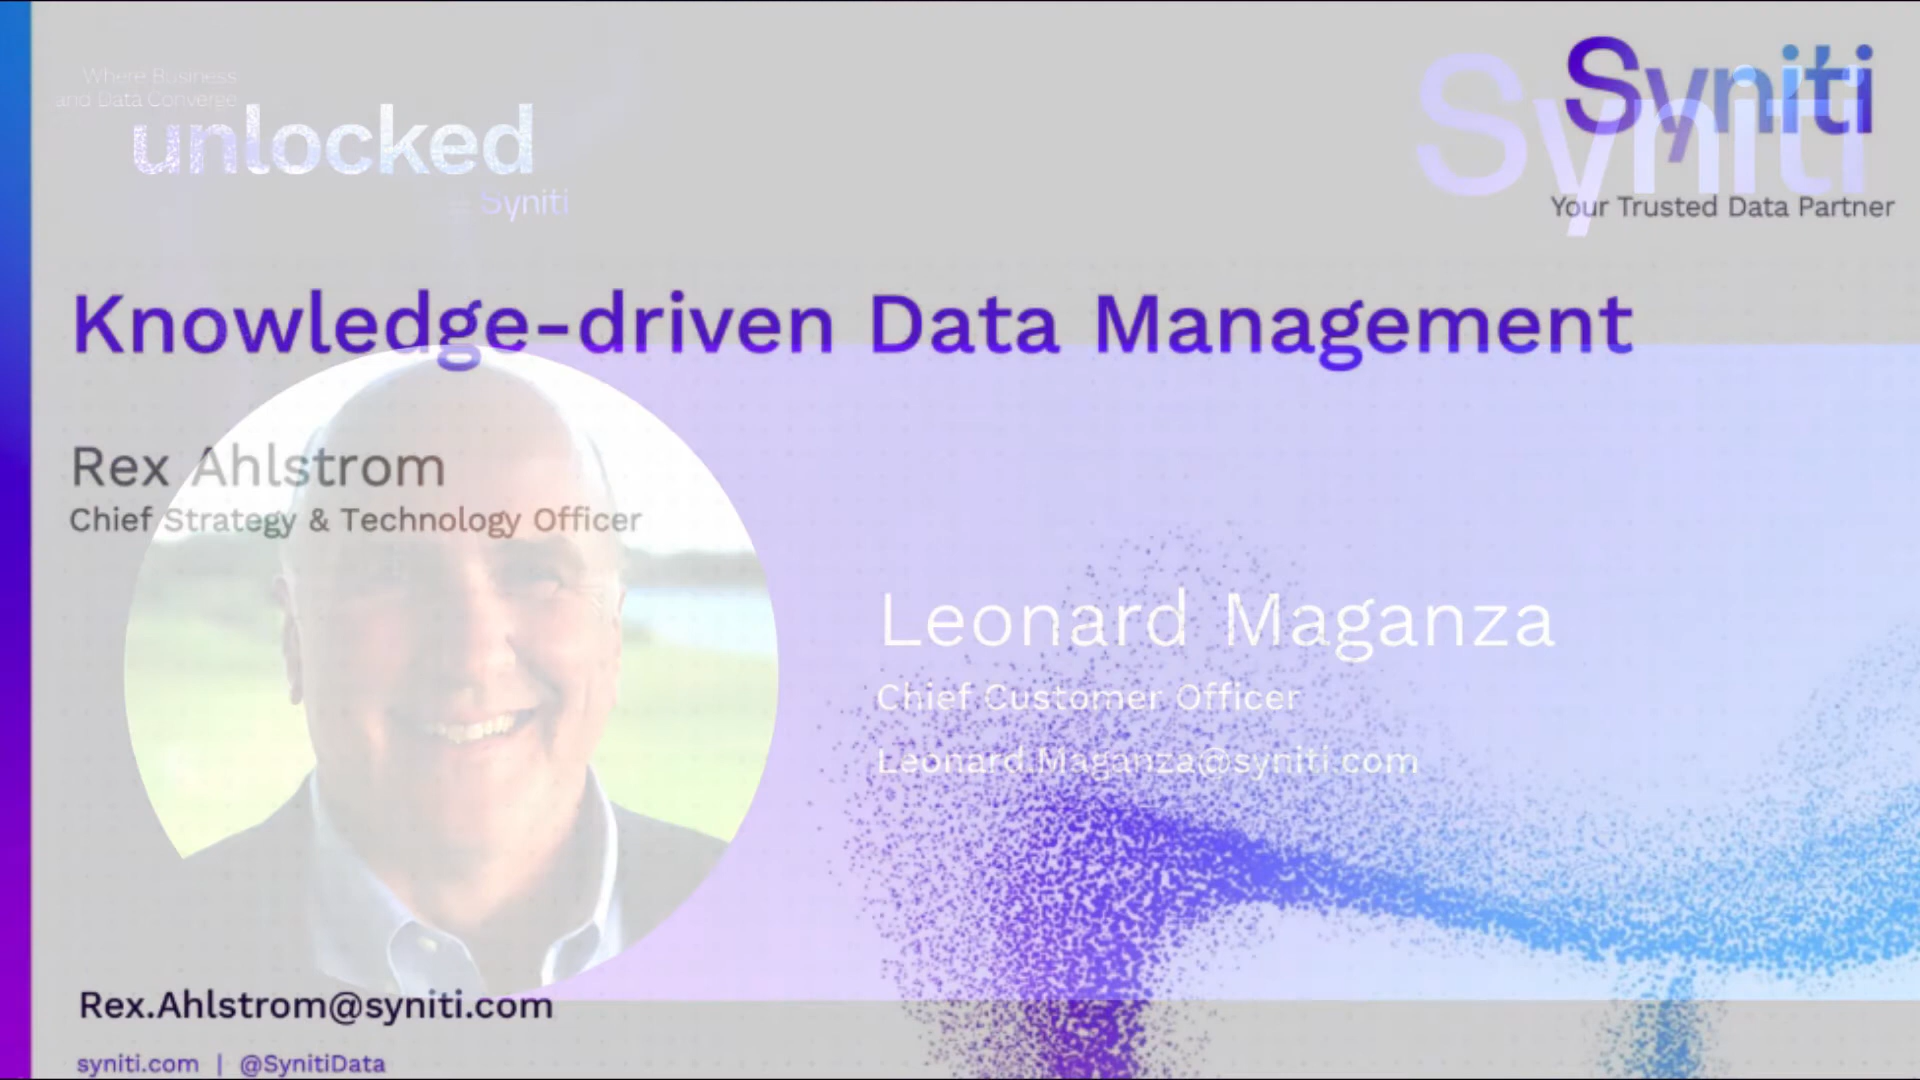 Where Business
and Data Converge
unlocked
Syniti
Syniti
Syniti
Your Trusted Data Partner
Knowledge-driven Data Management
Rex Ahlstrom
Chief Strategy & Technology Officer
Leonard Maganza
Chief Customer Officer
Leonard.Maganza@syniti.com
Rex.Ahlstrom@syniti.com
syniti.com | @SynitiData